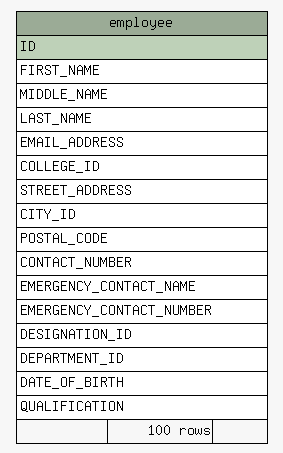 employee
ID
FIRST_NAME
MIDDLE_NAME
LAST_NAME
EMAIL_ADDRESS
COLLEGE_ID
STREET_ADDRESS
CITY_ID
POSTAL_CODE
CONTACT_NUMBER
EMERGENCY_CONTACT_NAME
EMERGENCY_CONTACT_NUMBER
DESIGNATION_ID
DEPARTMENT_ID
DATE_OF_BIRTH
QUALIFICATION
100 rows